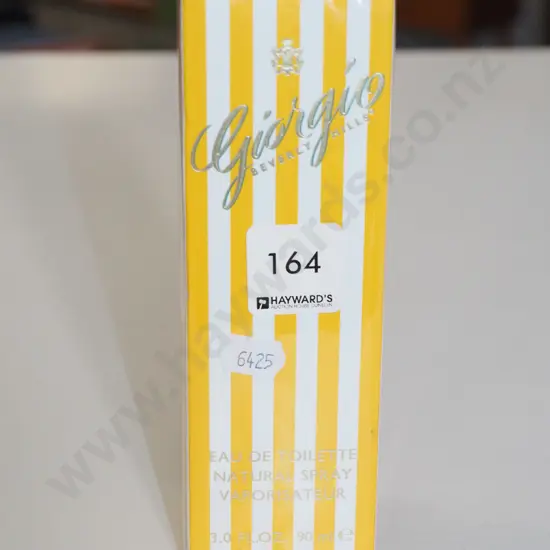 Giorgio
BEVERLY HILLS
164
HAYWARD'S
6425
EAU DE TOILETTE
NATURAL SPRAY
VAPORISATEUR
3.0 FL.OZ. 90 ml e
www.haywards.co.nz